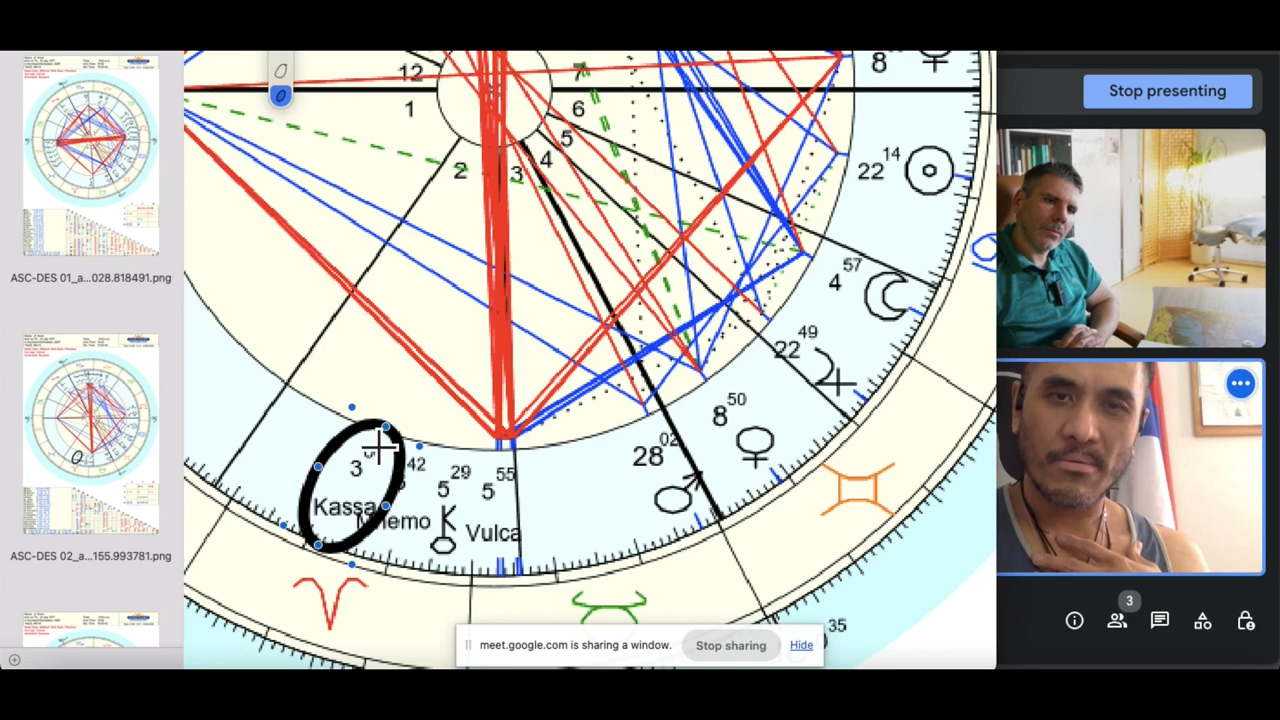 12
7
8
1
6
5
4
2
3
22 14
4 57
22 49
8 50
28 02
3
42
5 29
5 55
Kassa
Mnemo
Vulca
35
ASC-DES 01_a...028.818491.png
ASC-DES 02_a...155.993781.png
Stop presenting
3
meet.google.com is sharing a window.
Stop sharing
Hide